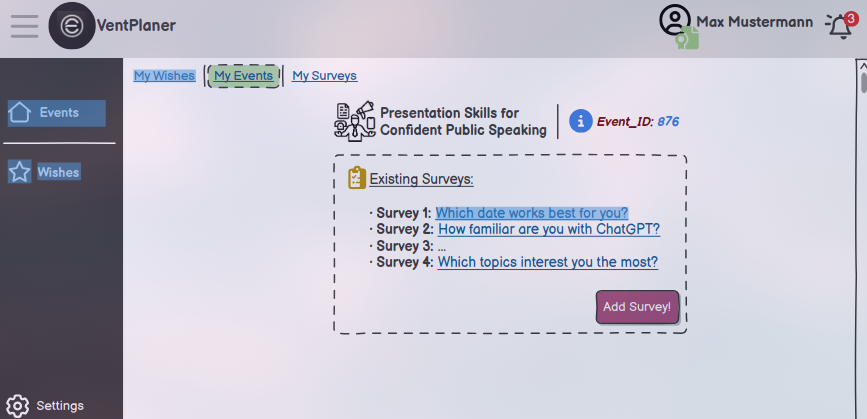 VentPlaner
Max Mustermann
3
My Wishes
My Events
My Surveys
Events
Wishes
Presentation Skills for
Confident Public Speaking
Event_ID: 876
Existing Surveys:
· Survey 1: Which date works best for you?
· Survey 2: How familiar are you with ChatGPT?
· Survey 3: ...
· Survey 4: Which topics interest you the most?
Add Survey!
Settings